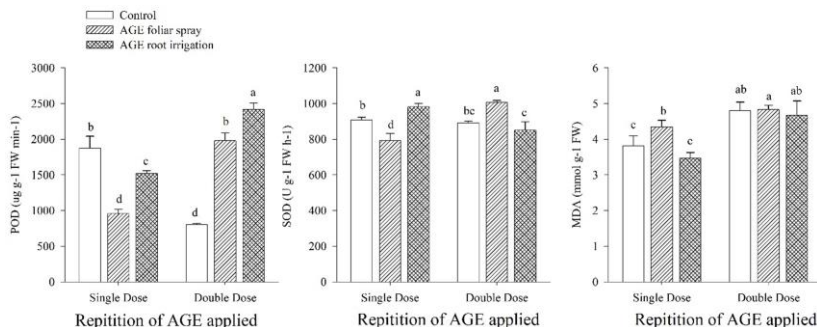 Control
AGE foliar spray
AGE root irrigation
POD (ug g-1 FW min-1)
3000
2500
2000
1500
1000
500
0
b
d
c
d
b
a
Single Dose
Double Dose
Repitition of AGE applied
SOD (U g-1 FW h-1)
1200
1000
800
600
400
200
0
b
d
a
bc
a
c
Single Dose
Double Dose
Repitition of AGE applied
MDA (mmol g-1 FW)
6
5
4
3
2
1
0
c
b
c
ab
a
ab
Single Dose
Double Dose
Repitition of AGE applied